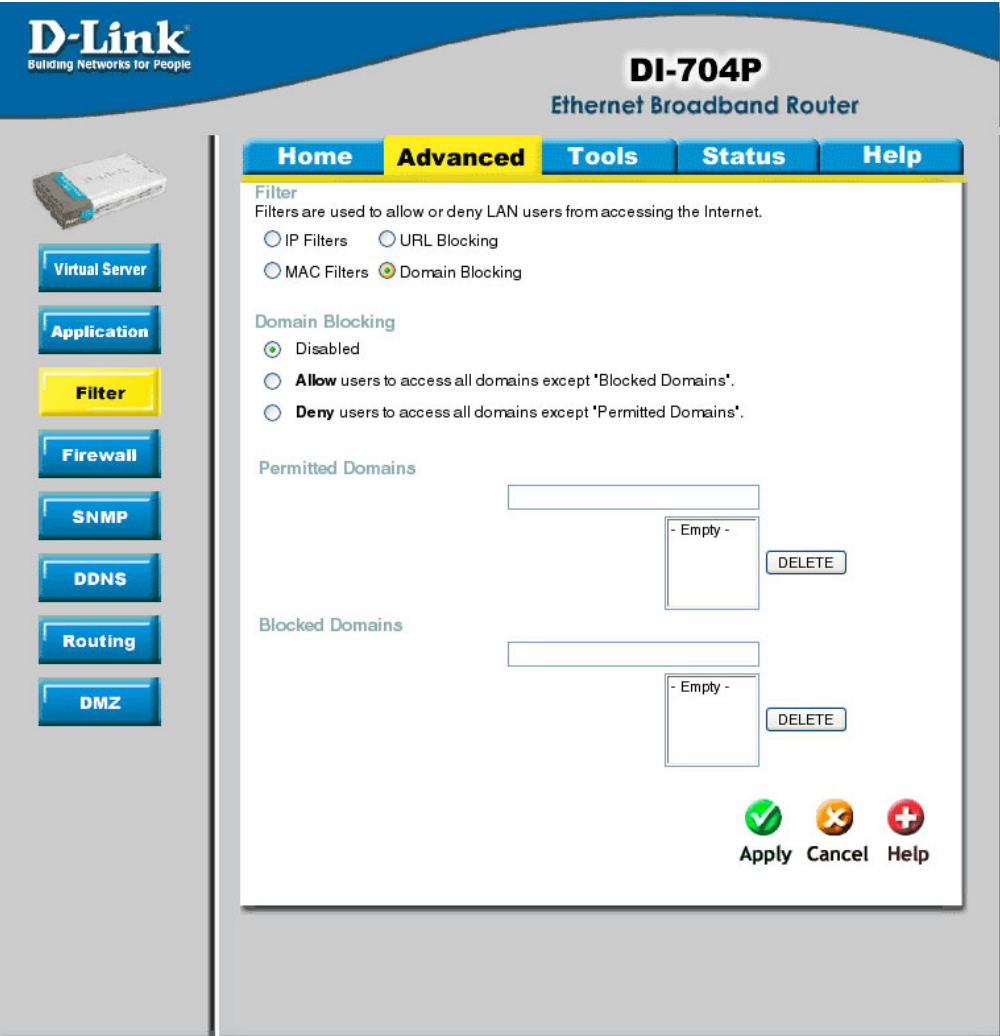 D-Link
Building Networks for People
DI-704P
Ethernet Broadband Router
Home Advanced Tools Status Help
Virtual Server
Application
Filter
Firewall
SNMP
DDNS
Routing
DMZ
Filter
Filters are used to allow or deny LAN users from accessing the Internet.
IP Filters URL Blocking
MAC Filters Domain Blocking
Domain Blocking
Disabled
Allow users to access all domains except "Blocked Domains".
Deny users to access all domains except "Permitted Domains".
Permitted Domains
- Empty -
DELETE
Blocked Domains
- Empty -
DELETE
Apply Cancel Help